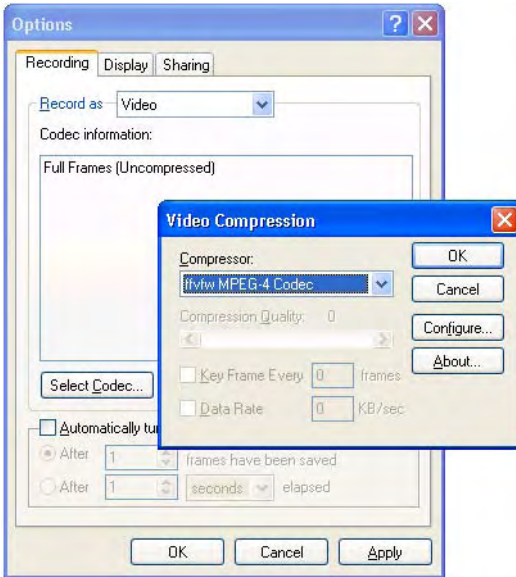 Options
Recording Display Sharing
Record as Video
Codec information:
Full Frames (Uncompressed)
Video Compression
Compressor:
ffvfw MPEG-4 Codec
Compression Quality: 0
Key Frame Every 0 frames
Data Rate 0 KB/sec
OK
Cancel
Configure...
About...
Select Codec...
Automatically tu
After 1 frames have been saved
After 1 seconds elapsed
OK Cancel Apply